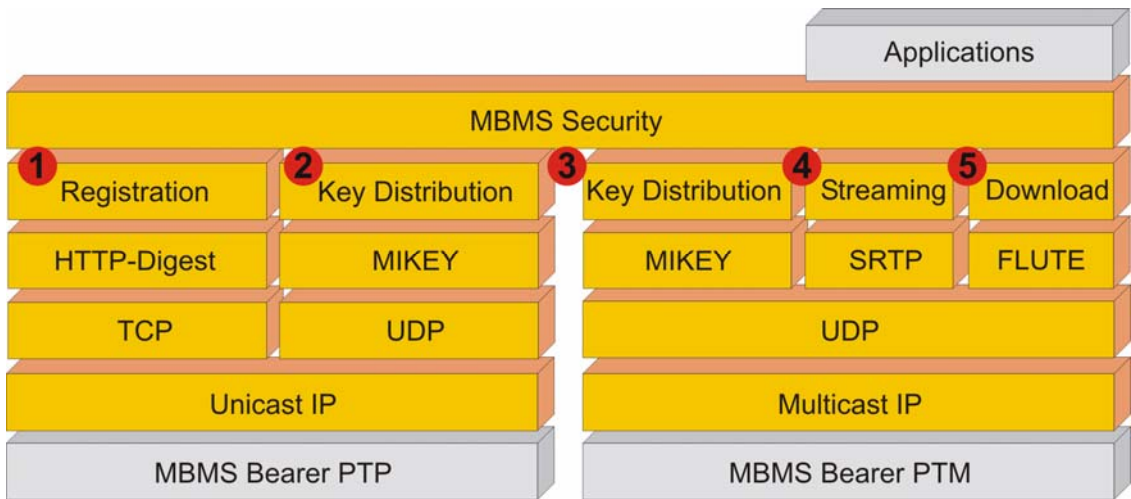 Applications
MBMS Security
1 2 3 4 5
Registration Key Distribution Key Distribution Streaming Download
HTTP-Digest MIKEY MIKEY SRTP FLUTE
TCP UDP UDP
Unicast IP Multicast IP
MBMS Bearer PTP MBMS Bearer PTM